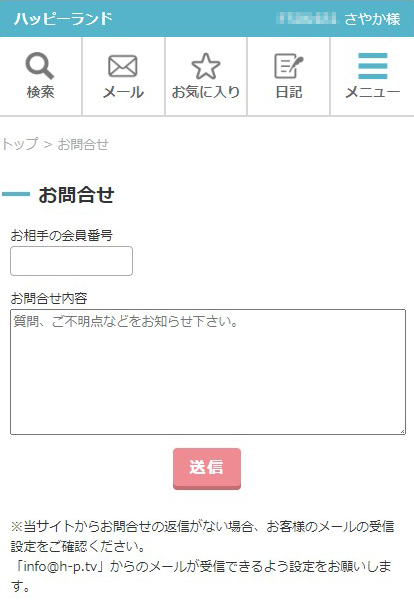 ハッピーランド
さやか様
検索
メール
お気に入り
日記
メニュー
トップ > お問合せ
お問合せ
お相手の会員番号
お問合せ内容
質問、ご不明点などをお知らせ下さい。
送信
※当サイトからお問合せの返信がない場合、お客様のメールの受信
設定をご確認ください。
「info@h-p.tv」からのメールが受信できるよう設定をお願いしま
す。